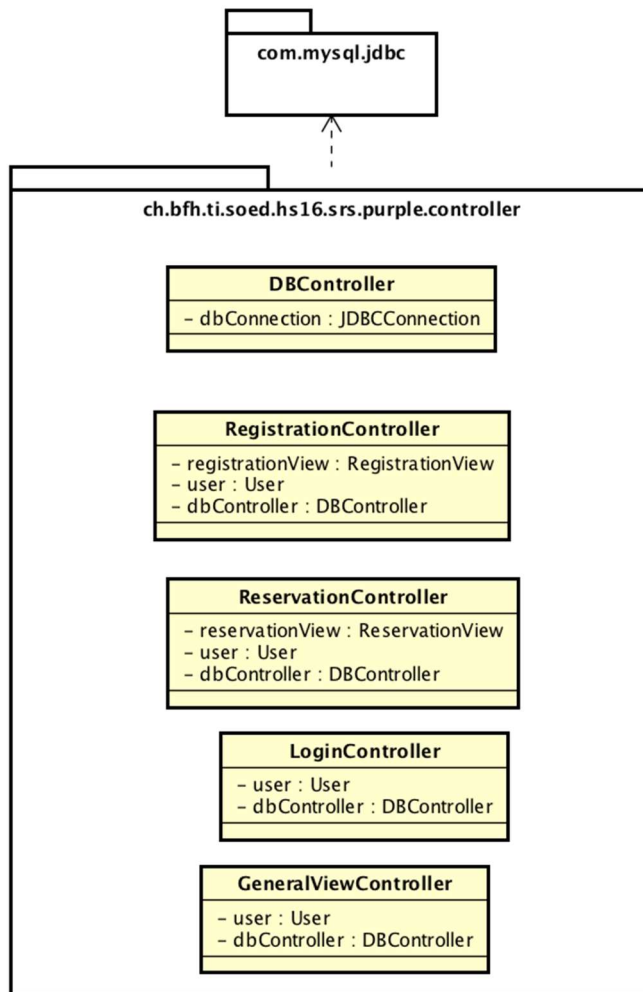 com.mysql.jdbc
ch.bfh.ti.soed.hs16.srs.purple.controller
DBController
– dbConnection : JDBCConnection
RegistrationController
– registrationView : RegistrationView
– user : User
– dbController : DBController
ReservationController
– reservationView : ReservationView
– user : User
– dbController : DBController
LoginController
– user : User
– dbController : DBController
GeneralViewController
– user : User
– dbController : DBController